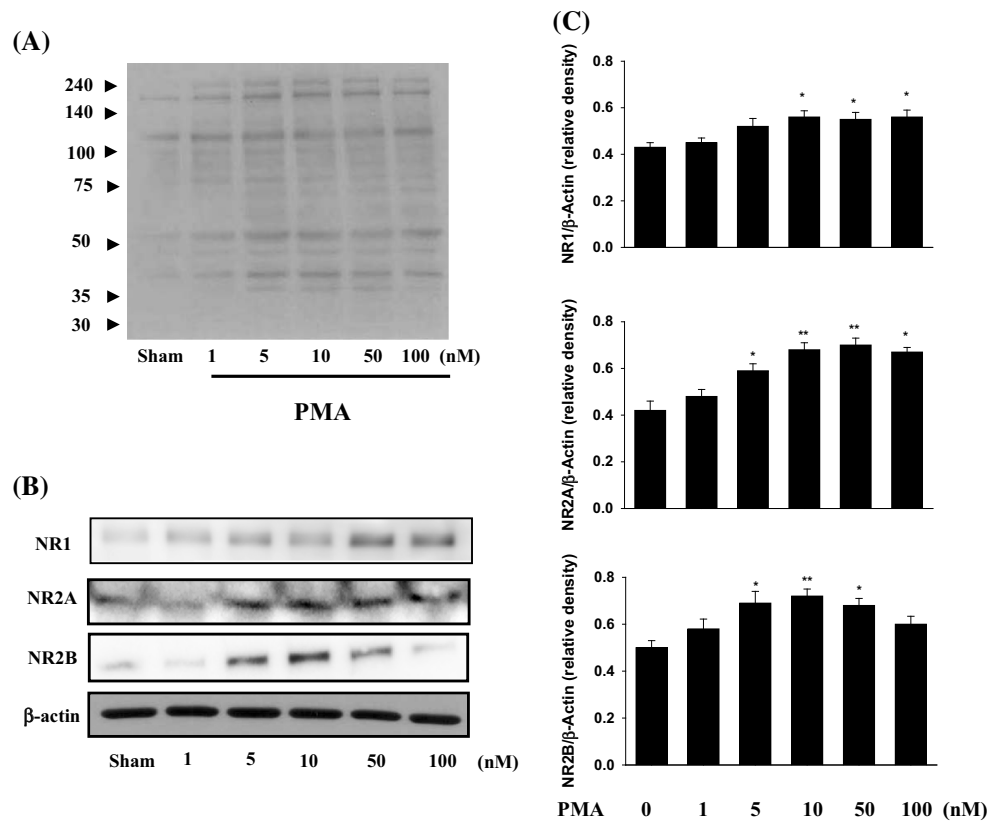 (A)
240 ►
140 ►
100 ►
75 ►
50 ►
35 ►
30 ►
Sham 1 5 10 50 100 (nM)
PMA
(B)
NR1
NR2A
NR2B
β-actin
Sham 1 5 10 50 100 (nM)
(C)
NR1/β-Actin (relative density)
0.8
0.6
0.4
0.2
0.0
* * *
NR2A/β-Actin (relative density)
0.8
0.6
0.4
0.2
0.0
* ** ** *
NR2B/β-Actin (relative density)
0.8
0.6
0.4
0.2
0.0
* ** *
PMA 0 1 5 10 50 100 (nM)